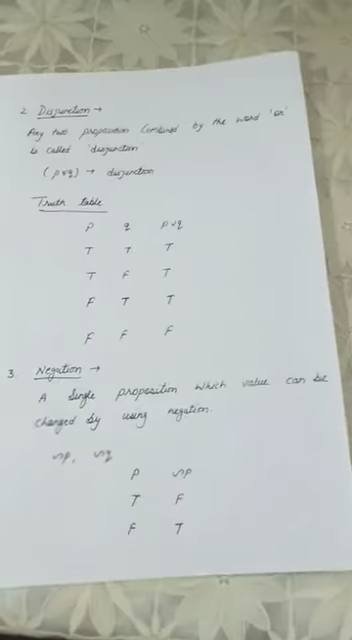 2. Disjunction →
Any two proposition Combined by the word 'or'
is called 'disjunction'
(p∨q) → disjunction
Truth table
p q p∨q
T T T
T F T
F T T
F F F
3. Negation →
A Single proposition which value can be
changed by using negation.
~p, ~q
p ~p
T F
F T